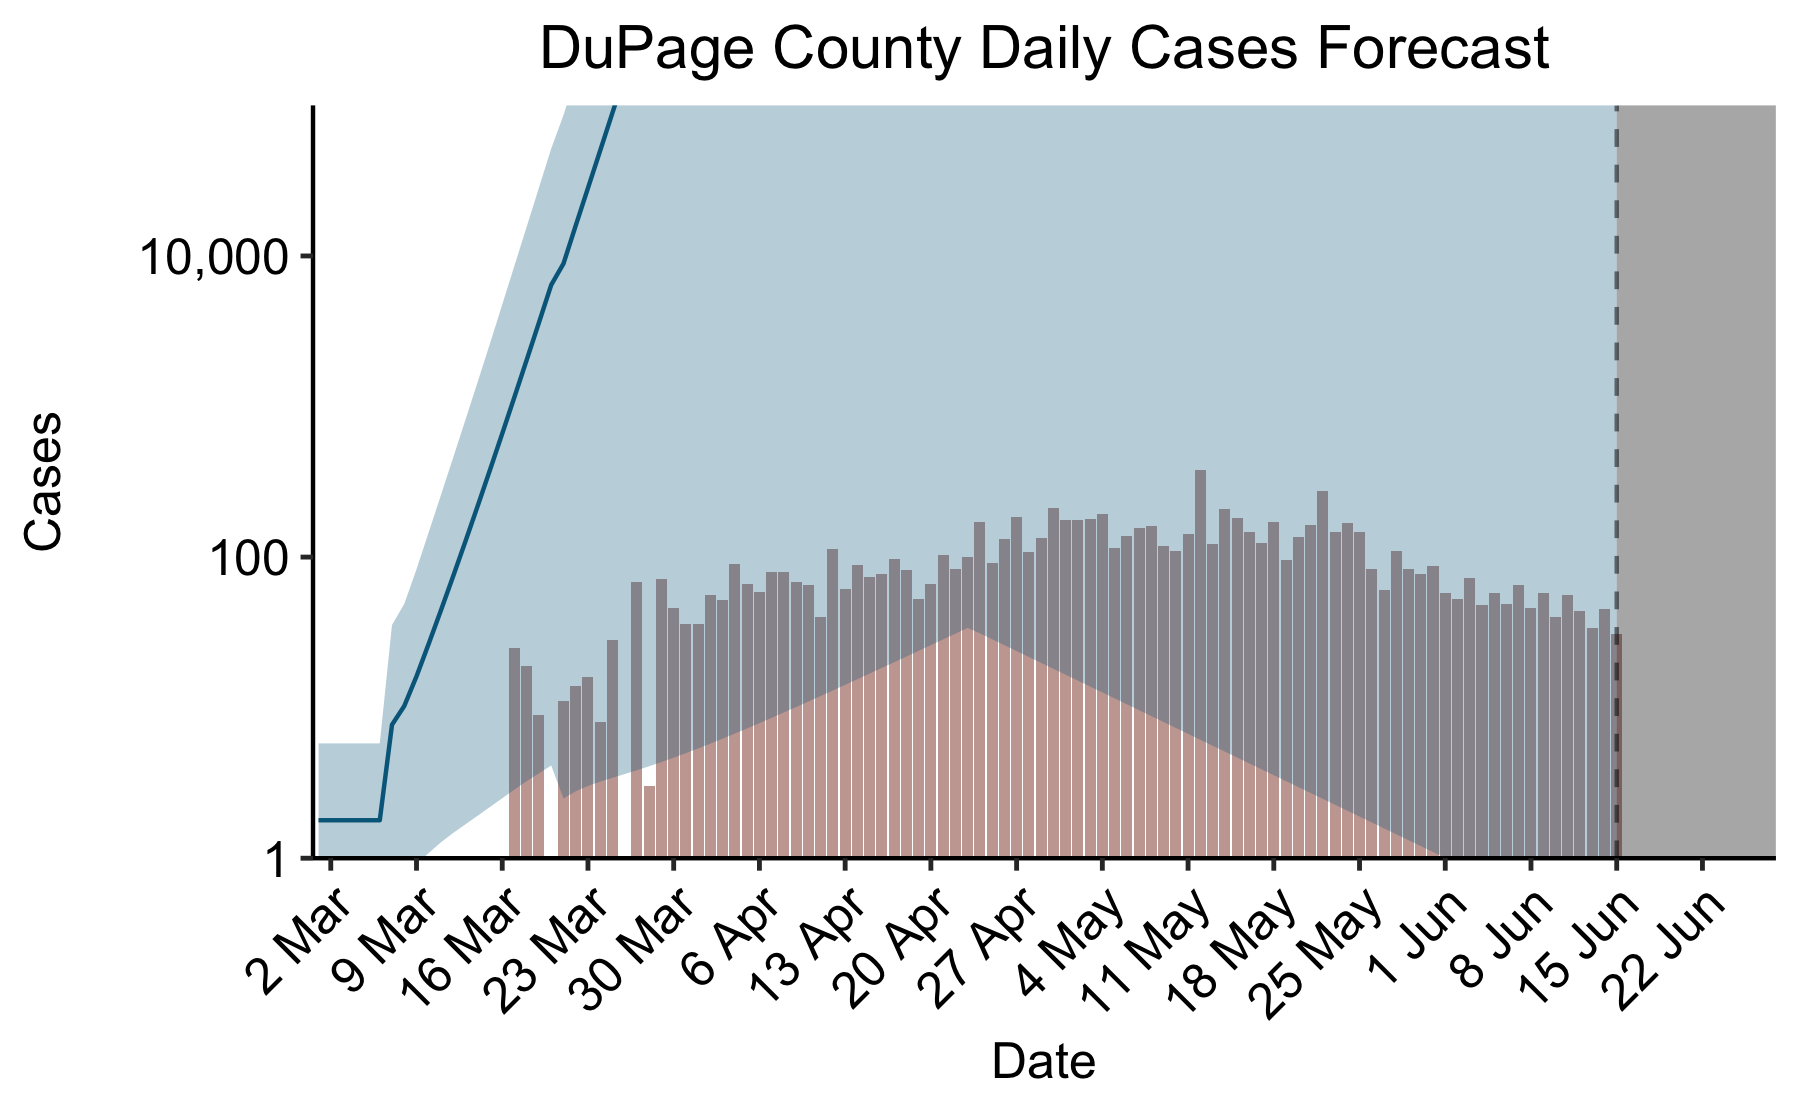 DuPage County Daily Cases Forecast
10,000
100
1
Cases
2 Mar
9 Mar
16 Mar
23 Mar
30 Mar
6 Apr
13 Apr
20 Apr
27 Apr
4 May
11 May
18 May
25 May
1 Jun
8 Jun
15 Jun
22 Jun
Date